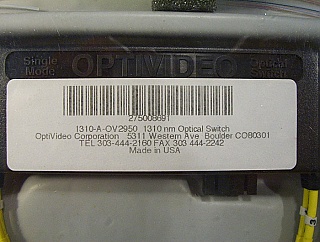 Single Mode OPTIVIDEO Optical Switch
275008691
1310-A-OV2950 1310 nm Optical Switch
OptiVideo Corporation 5311 Western Ave Boulder CO80301
TEL 303-444-2160 FAX 303 444-2242
Made in USA